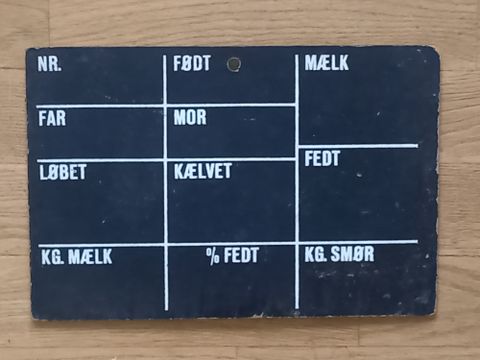 NR.
FØDT
MÆLK
FAR
MOR
FEDT
LØBET
KÆLVET
KG. MÆLK
% FEDT
KG. SMØR